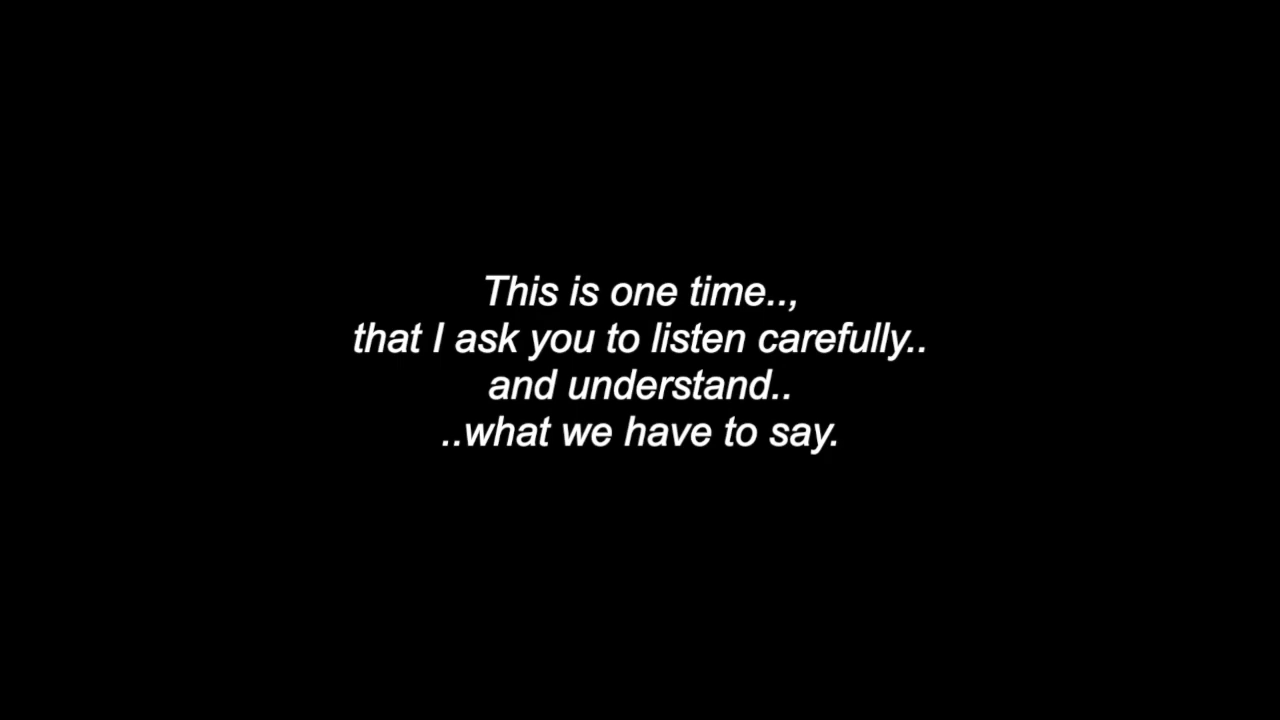 This is one time..,
that I ask you to listen carefully..
and understand..
..what we have to say.